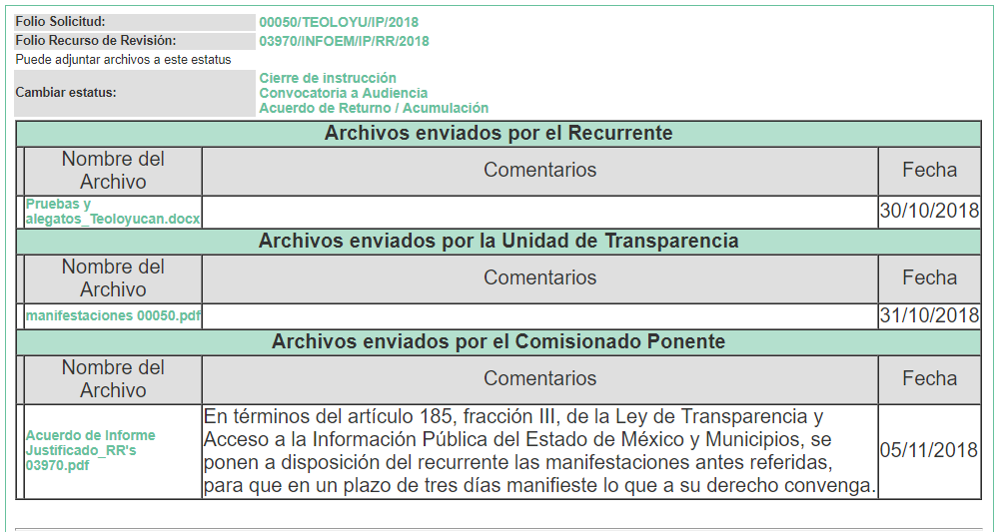 Folio Solicitud: 00050/TEOLOYU/IP/2018
Folio Recurso de Revisión: 03970/INFOEM/IP/RR/2018
Puede adjuntar archivos a este estatus
Cambiar estatus:
Cierre de instrucción
Convocatoria a Audiencia
Acuerdo de Returno / Acumulación
Archivos enviados por el Recurrente
Nombre del
Archivo
Comentarios
Fecha
Pruebas y
alegatos_Teoloyucan.docx
30/10/2018
Archivos enviados por la Unidad de Transparencia
Nombre del
Archivo
Comentarios
Fecha
manifestaciones 00050.pdf
31/10/2018
Archivos enviados por el Comisionado Ponente
Nombre del
Archivo
Comentarios
Fecha
Acuerdo de Informe
Justificado_RR's
03970.pdf
En términos del artículo 185, fracción III, de la Ley de Transparencia y
Acceso a la Información Pública del Estado de México y Municipios, se
ponen a disposición del recurrente las manifestaciones antes referidas,
para que en un plazo de tres días manifieste lo que a su derecho convenga.
05/11/2018